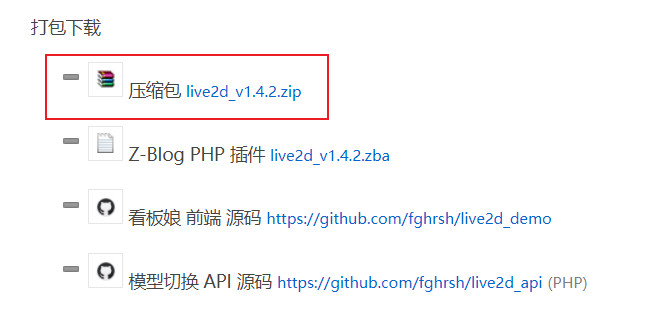 打包下载
压缩包 live2d_v1.4.2.zip
Z-Blog PHP 插件 live2d_v1.4.2.zba
看板娘 前端 源码 https://github.com/fghrsh/live2d_demo
模型切换 API 源码 https://github.com/fghrsh/live2d_api (PHP)